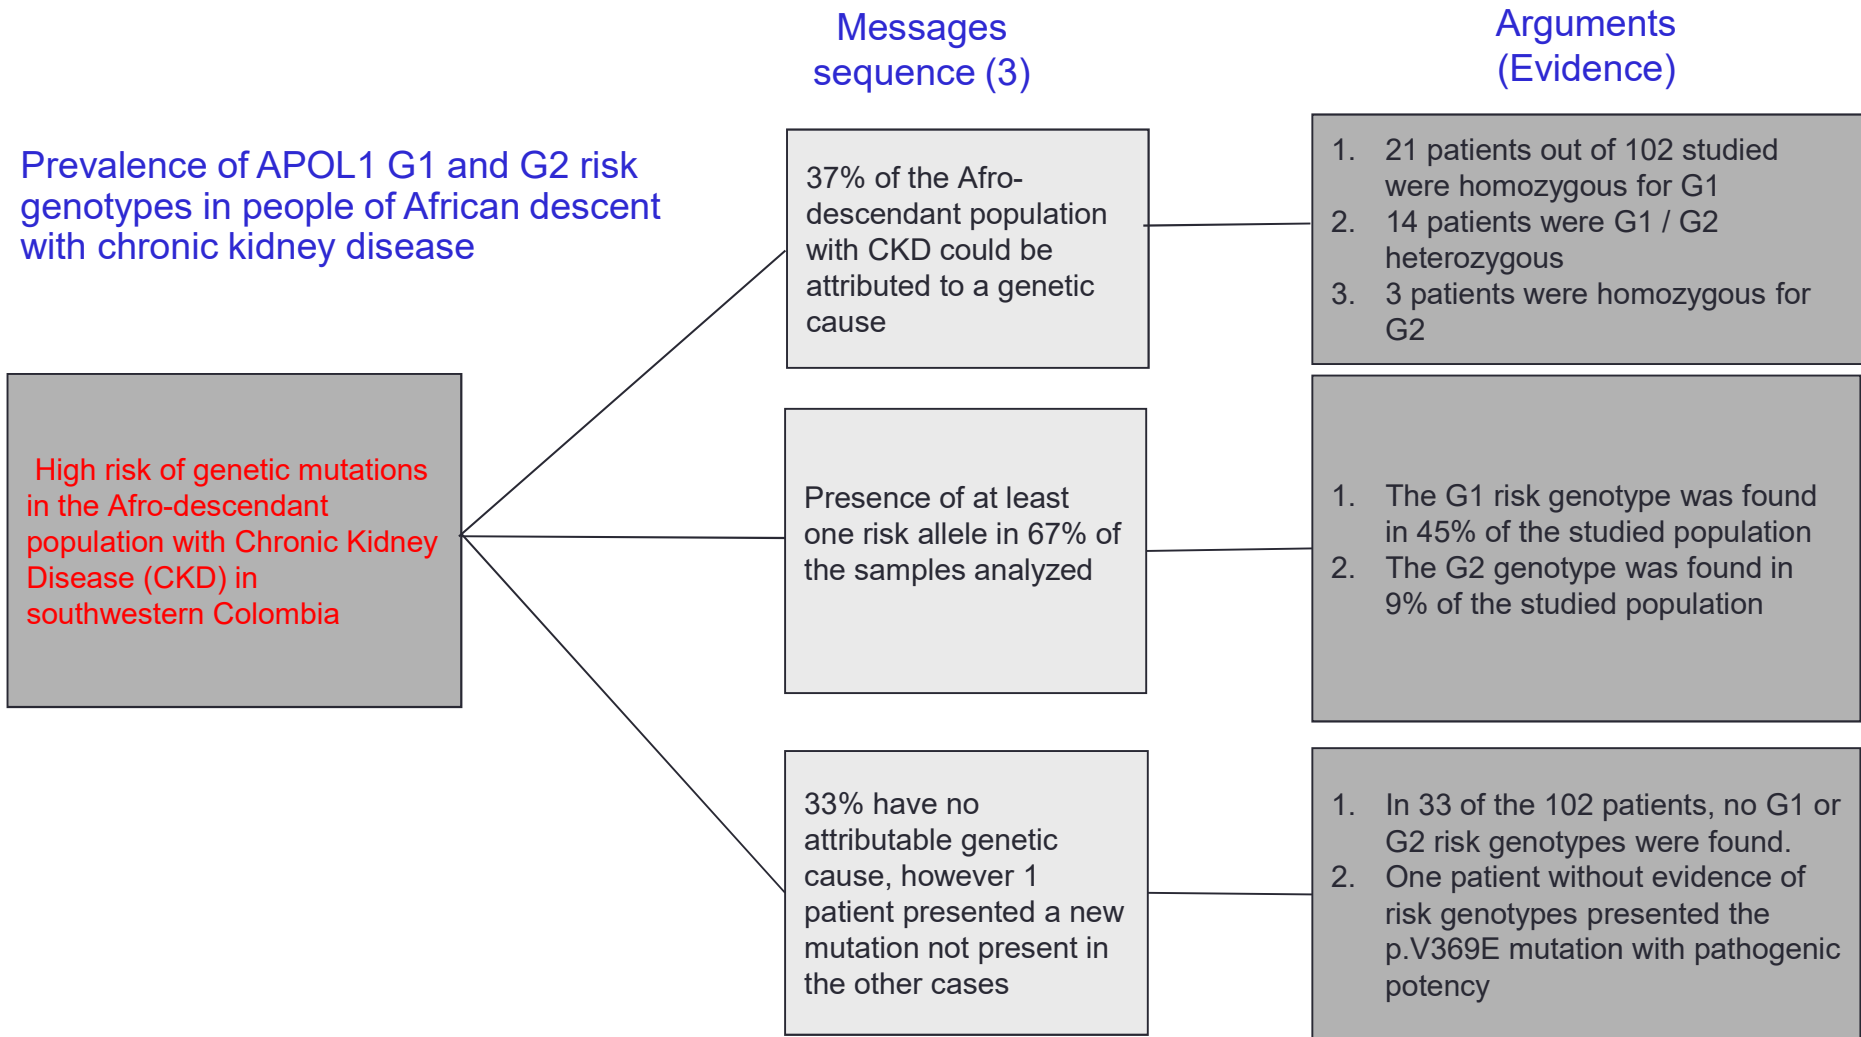 Messages
sequence (3)
Arguments
(Evidence)
Prevalence of APOL1 G1 and G2 risk
genotypes in people of African descent
with chronic kidney disease
High risk of genetic mutations
in the Afro-descendant
population with Chronic Kidney
Disease (CKD) in
southwestern Colombia
37% of the Afro-
descendant population
with CKD could be
attributed to a genetic
cause
1. 21 patients out of 102 studied
were homozygous for G1
2. 14 patients were G1 / G2
heterozygous
3. 3 patients were homozygous for
G2
Presence of at least
one risk allele in 67% of
the samples analyzed
1. The G1 risk genotype was found
in 45% of the studied population
2. The G2 genotype was found in
9% of the studied population
33% have no
attributable genetic
cause, however 1
patient presented a new
mutation not present in
the other cases
1. In 33 of the 102 patients, no G1 or
G2 risk genotypes were found.
2. One patient without evidence of
risk genotypes presented the
p.V369E mutation with pathogenic
potency